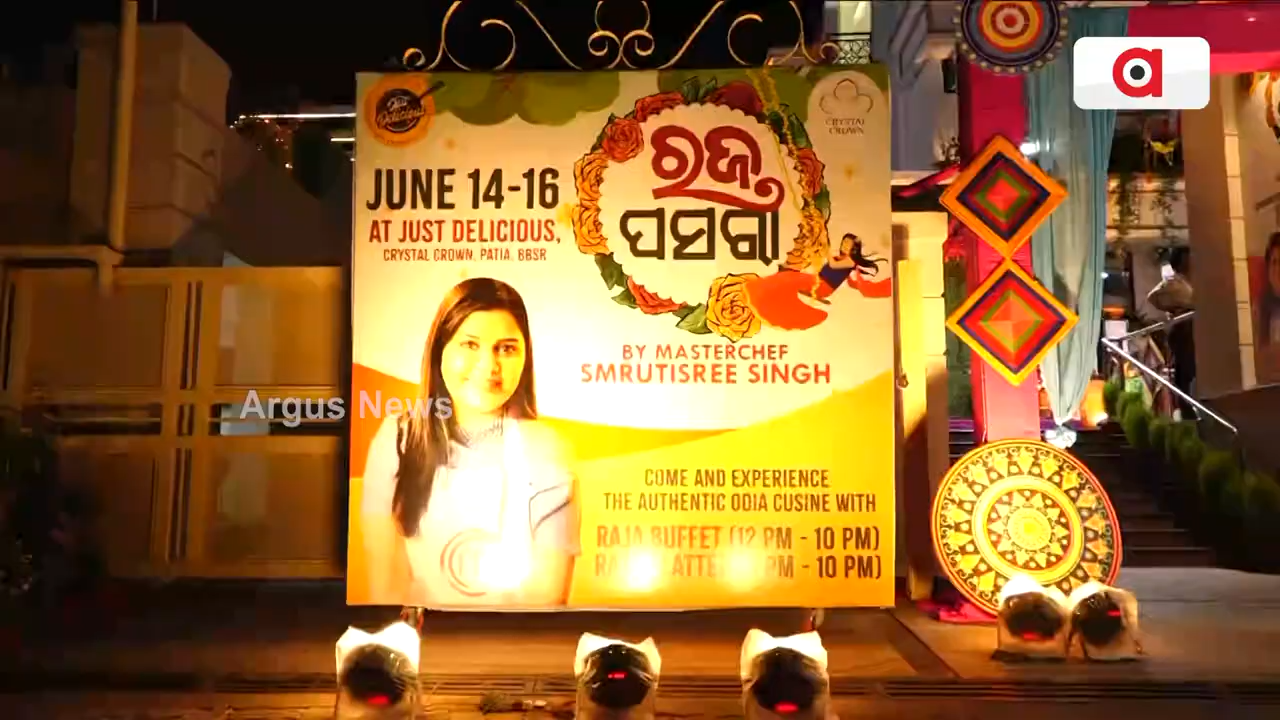 Just
Delicious
CRYSTAL
CROWN
a
ରଜ
ପସରା
JUNE 14-16
AT JUST DELICIOUS,
CRYSTAL CROWN, PATIA, BBSR
BY MASTERCHEF
SMRUTISREE SINGH
Argus News
COME AND EXPERIENCE
THE AUTHENTIC ODIA CUSINE WITH
RAJA BUFFET (12 PM - 10 PM)
PM - 10 PM)